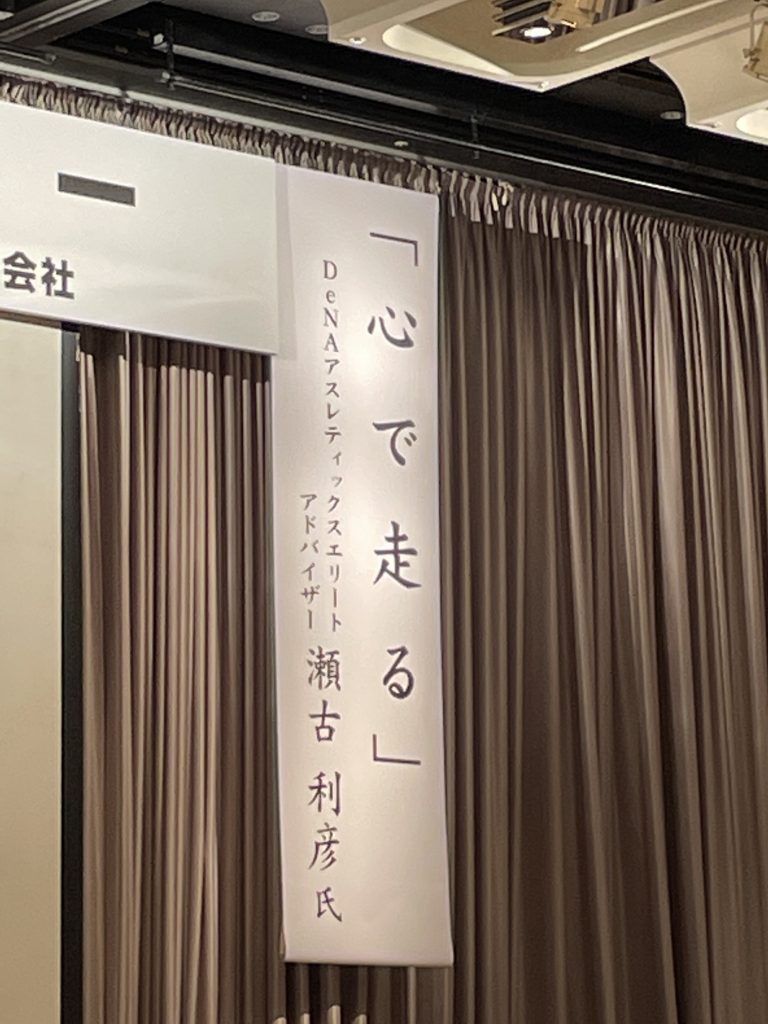 ー
会社
「心で走る」
DeNAアスレティックスエリート
アドバイザー
瀬古 利彦 氏